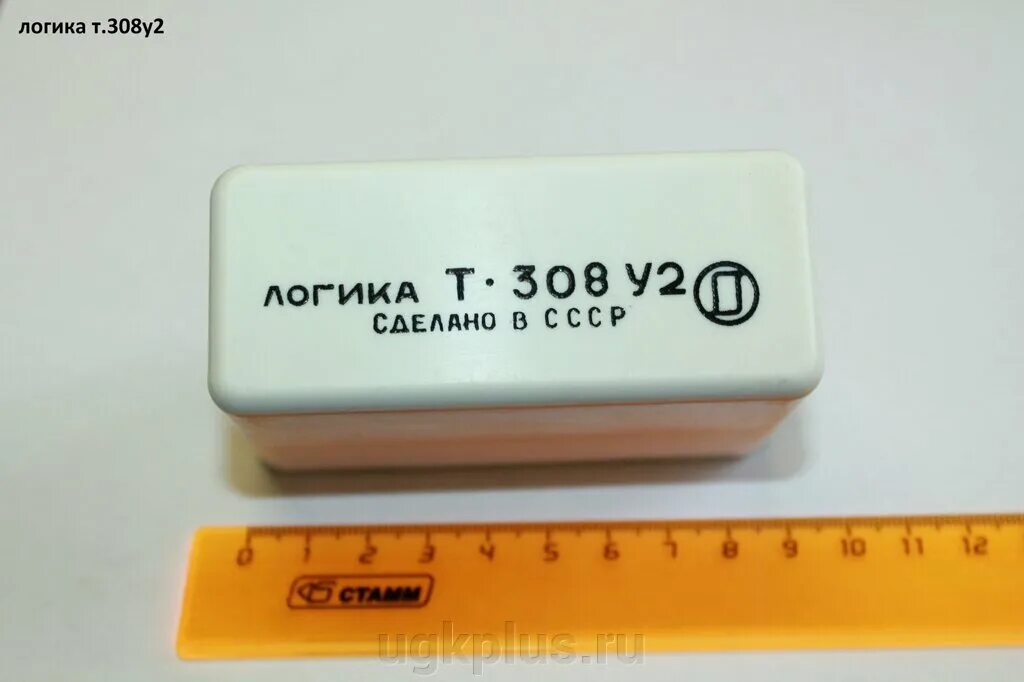 логика т.308у2
ЛОГИКА Т·308 У2 П
СДЕЛАНО В СССР
0 1 2 3 4 5 6 7 8 9 10 11 12
СТАММ
ugkplus.ru